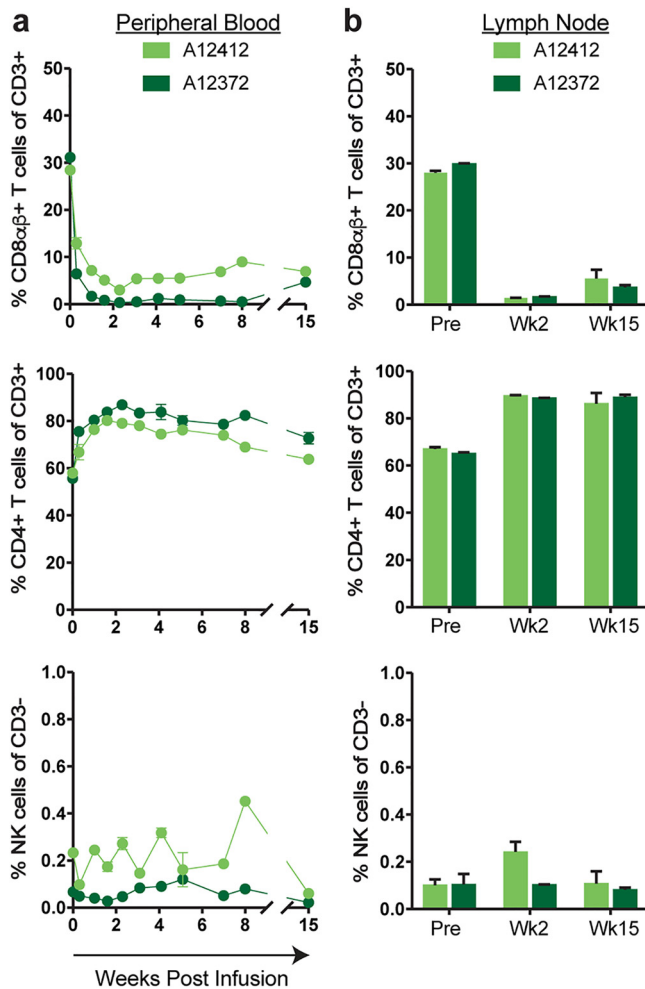 a
Peripheral Blood
A12412
A12372
% CD8αβ+ T cells of CD3+
50
40
30
20
10
0
0 2 4 6 8 15
b
Lymph Node
A12412
A12372
% CD8αβ+ T cells of CD3+
50
40
30
20
10
0
Pre Wk2 Wk15
% CD4+ T cells of CD3+
100
80
60
40
20
0
0 2 4 6 8 15
% CD4+ T cells of CD3+
100
80
60
40
20
0
Pre Wk2 Wk15
% NK cells of CD3-
1.0
0.8
0.6
0.4
0.2
0.0
0 2 4 6 8 15
Weeks Post Infusion
% NK cells of CD3-
1.0
0.8
0.6
0.4
0.2
0.0
Pre Wk2 Wk15